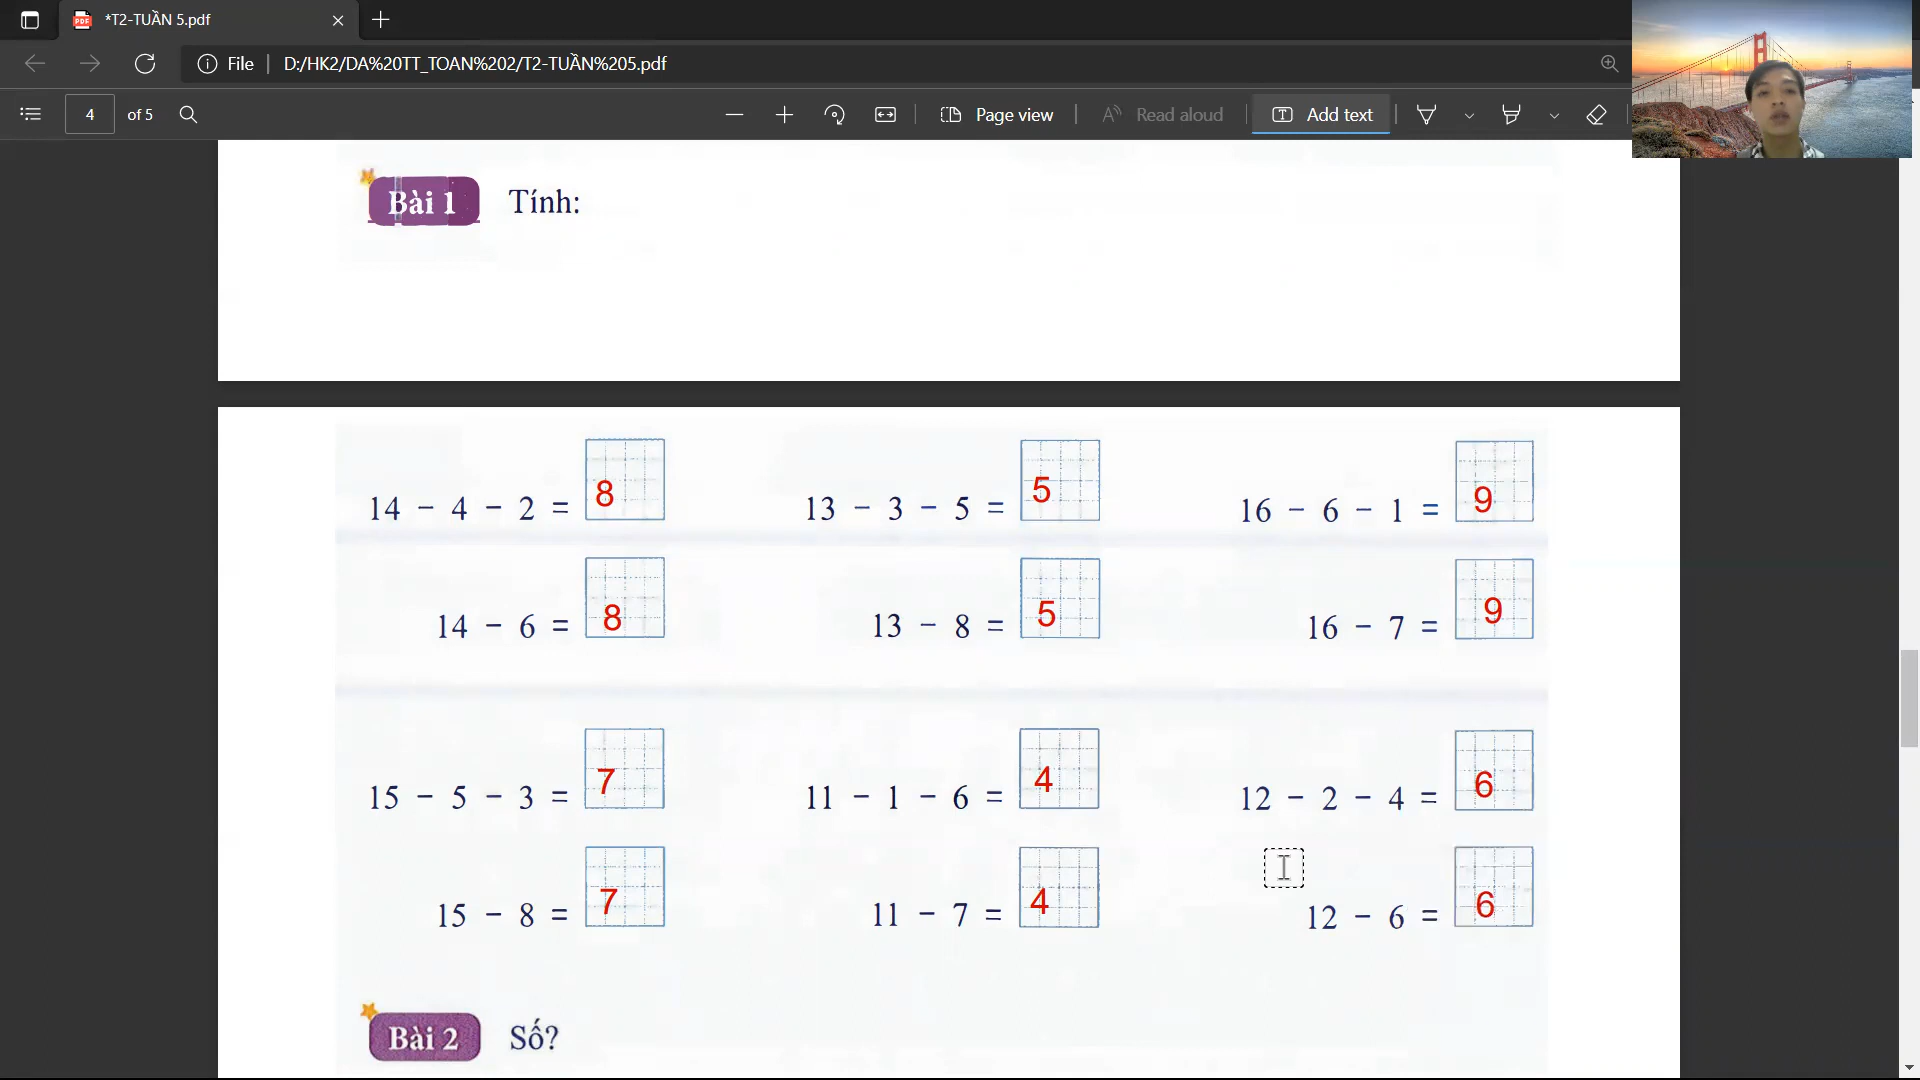 *T2-TUẦN 5.pdf
File
D:/HK2/DA%20TT_TOAN%202/T2-TUẦN%205.pdf
4 of 5
Page view
Read aloud
Add text
Bài 1 Tính:
14 - 4 - 2 = 8 13 - 3 - 5 = 5 16 - 6 - 1 = 9
14 - 6 = 8 13 - 8 = 5 16 - 7 = 9
15 - 5 - 3 = 7 11 - 1 - 6 = 4 12 - 2 - 4 = 6
15 - 8 = 7 11 - 7 = 4 12 - 6 = 6
Bài 2 Số?